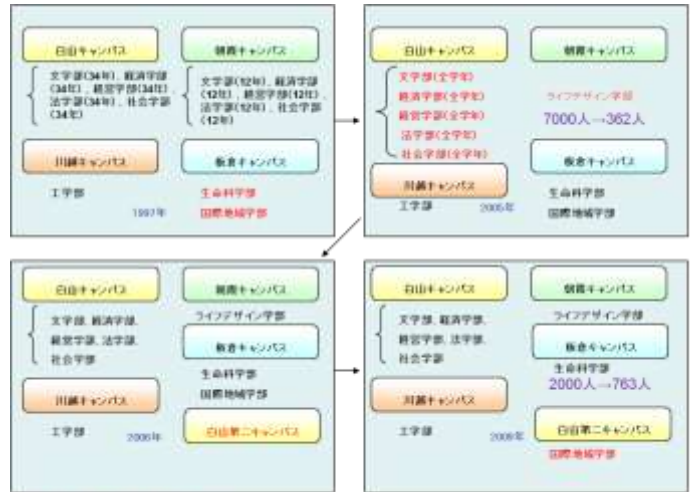 白山キャンパス
文学部(34年), 経済学部
(34年), 経営学部(34年),
法学部(34年), 社会学部
(34年)
朝霞キャンパス
文学部(12年), 経済学部
(12年), 経営学部(12年),
法学部(12年), 社会学部
(12年)
川越キャンパス
工学部
板倉キャンパス
生命科学部
国際地域学部
1997年
白山キャンパス
文学部(全学年)
経済学部(全学年)
経営学部(全学年)
法学部(全学年)
社会学部(全学年)
朝霞キャンパス
ライフデザイン学部
7000人→362人
川越キャンパス
工学部
板倉キャンパス
生命科学部
国際地域学部
2005年
白山キャンパス
文学部, 経済学部,
経営学部, 法学部,
社会学部
朝霞キャンパス
ライフデザイン学部
板倉キャンパス
生命科学部
国際地域学部
川越キャンパス
工学部
白山第二キャンパス
白山キャンパス
文学部, 経済学部,
経営学部, 法学部,
社会学部
朝霞キャンパス
ライフデザイン学部
板倉キャンパス
生命科学部
2000人→763人
川越キャンパス
工学部
白山第二キャンパス
国際地域学部